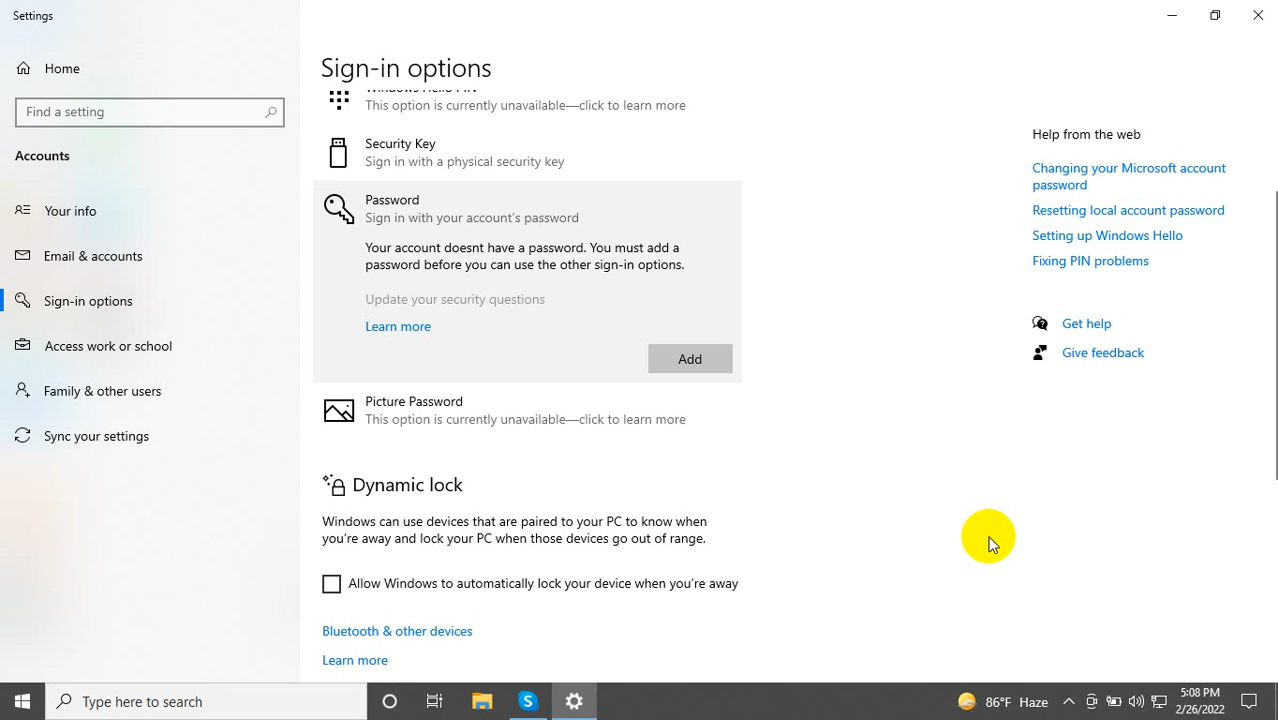 Settings
Home
Find a setting
Accounts
Your info
Email & accounts
Sign-in options
Access work or school
Family & other users
Sync your settings
Sign-in options
Windows Hello PIN
This option is currently unavailable—click to learn more
Security Key
Sign in with a physical security key
Password
Sign in with your account's password
Your account doesnt have a password. You must add a
password before you can use the other sign-in options.
Update your security questions
Learn more
Add
Picture Password
This option is currently unavailable—click to learn more
Dynamic lock
Windows can use devices that are paired to your PC to know when
you're away and lock your PC when those devices go out of range.
Allow Windows to automatically lock your device when you're away
Bluetooth & other devices
Learn more
Help from the web
Changing your Microsoft account
password
Resetting local account password
Setting up Windows Hello
Fixing PIN problems
Get help
Give feedback
Type here to search
S
86°F Haze
5:08 PM
2/26/2022